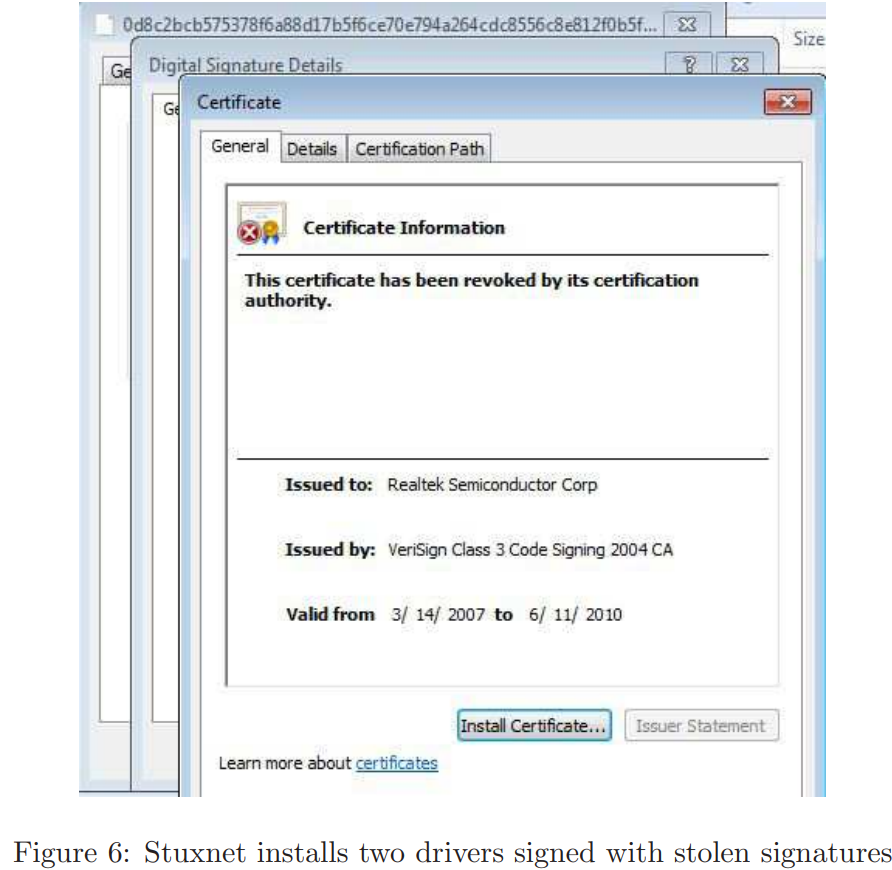 0d8c2bcb575378f6a88d17b5f6ce70e794a264cdc8556c8e812f0b5f...
Size
Ge
Digital Signature Details
Ge
Certificate
General Details Certification Path
Certificate Information
This certificate has been revoked by its certification
authority.
Issued to: Realtek Semiconductor Corp
Issued by: VeriSign Class 3 Code Signing 2004 CA
Valid from 3/ 14/ 2007 to 6/ 11/ 2010
Install Certificate... Issuer Statement
Learn more about certificates
Figure 6: Stuxnet installs two drivers signed with stolen signatures